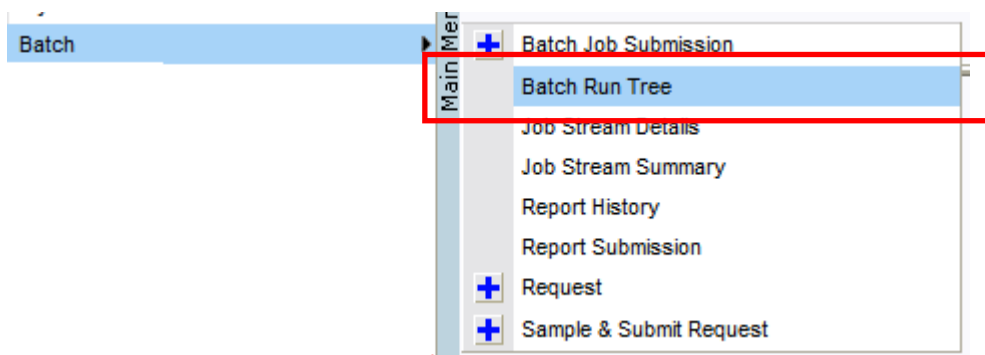 Batch
Main Mer
Batch Job Submission
Batch Run Tree
Job Stream Details
Job Stream Summary
Report History
Report Submission
Request
Sample & Submit Request